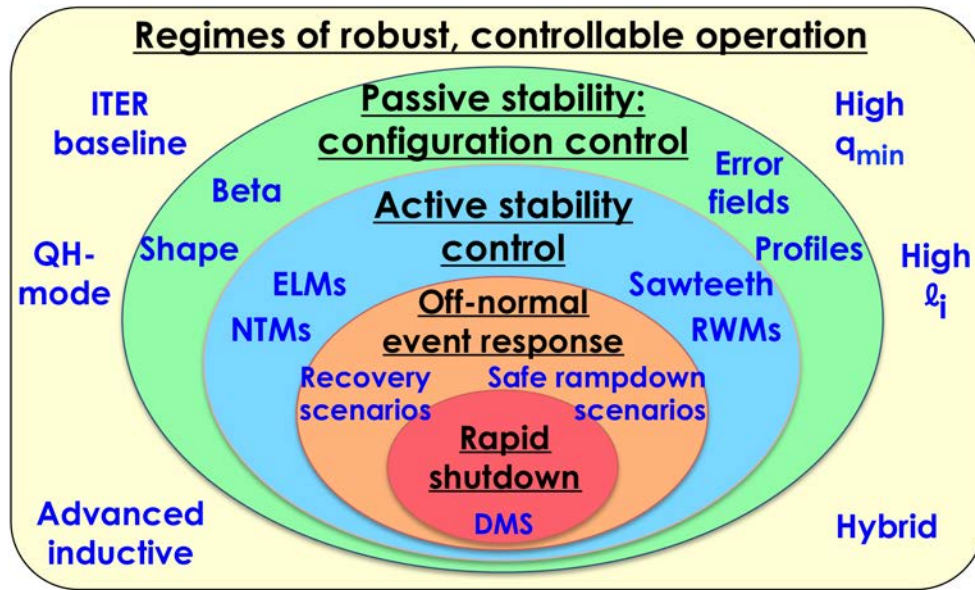 Regimes of robust, controllable operation
ITER
baseline
Passive stability:
configuration control
High
qmin
Beta
Error
fields
Active stability
control
QH-
mode
Shape
Profiles
High
ℓi
ELMs
Sawteeth
NTMs
RWMs
Off-normal
event response
Recovery
scenarios
Safe rampdown
scenarios
Rapid
shutdown
DMS
Advanced
inductive
Hybrid